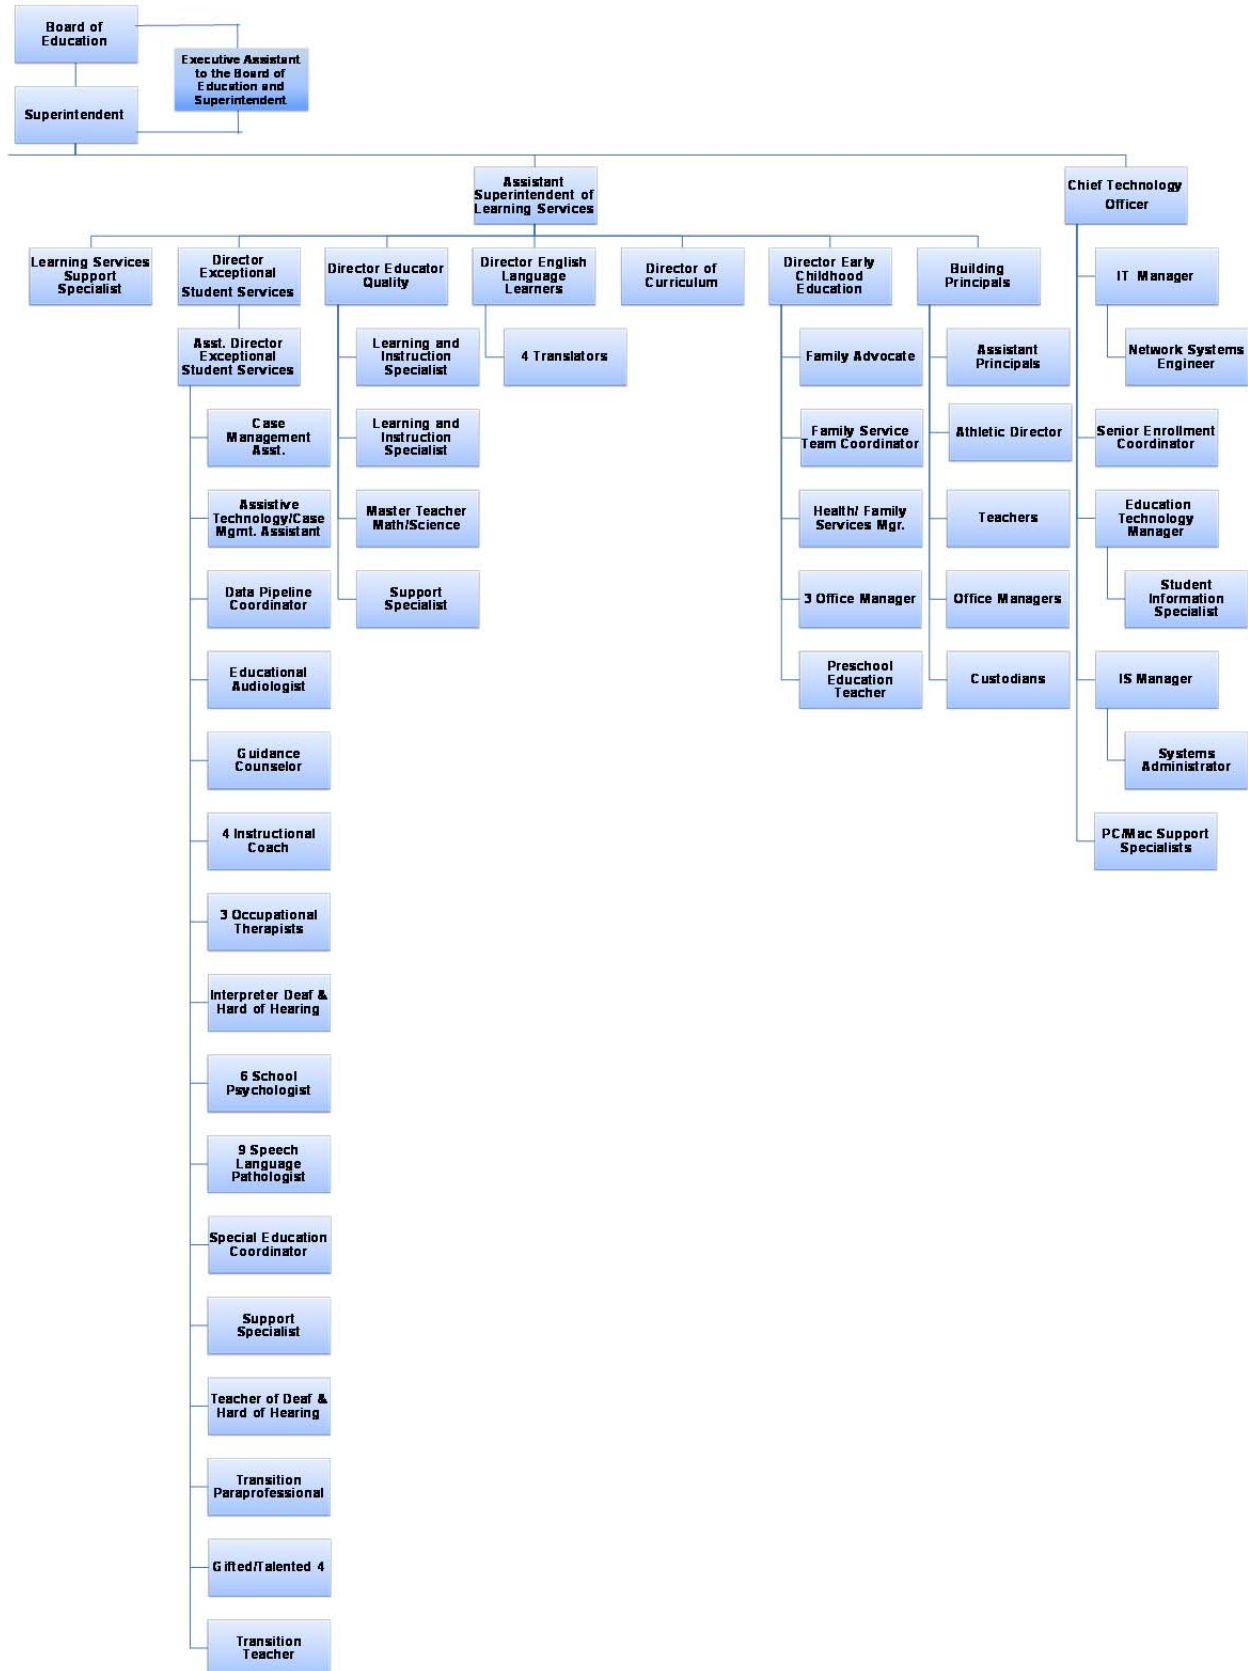 Board of
Education
Executive Assistant
to the Board of
Education and
Superintendent
Superintendent
Assistant
Superintendent of
Learning Services
Chief Technology
Officer
Learning Services
Support
Specialist
Director
Exceptional
Student Services
Director Educator
Quality
Director English
Language
Learners
Director of
Curriculum
Director Early
Childhood
Education
Building
Principals
IT Manager
Asst. Director
Exceptional
Student Services
Learning and
Instruction
Specialist
4 Translators
Family Advocate
Assistant
Principals
Network Systems
Engineer
Case
Management
Asst.
Learning and
Instruction
Specialist
Family Service
Team Coordinator
Athletic Director
Senior Enrollment
Coordinator
Assistive
Technology/Case
Mgmt. Assistant
Master Teacher
Math/Science
Health/ Family
Services Mgr.
Teachers
Education
Technology
Manager
Data Pipeline
Coordinator
Support
Specialist
3 Office Manager
Office Managers
Student
Information
Specialist
Educational
Audiologist
Preschool
Education
Teacher
Custodians
IS Manager
Guidance
Counselor
Systems
Administrator
4 Instructional
Coach
PC/Mac Support
Specialists
3 Occupational
Therapists
Interpreter Deaf &
Hard of Hearing
6 School
Psychologist
9 Speech
Language
Pathologist
Special Education
Coordinator
Support
Specialist
Teacher of Deaf &
Hard of Hearing
Transition
Paraprofessional
Gifted/Talented 4
Transition
Teacher